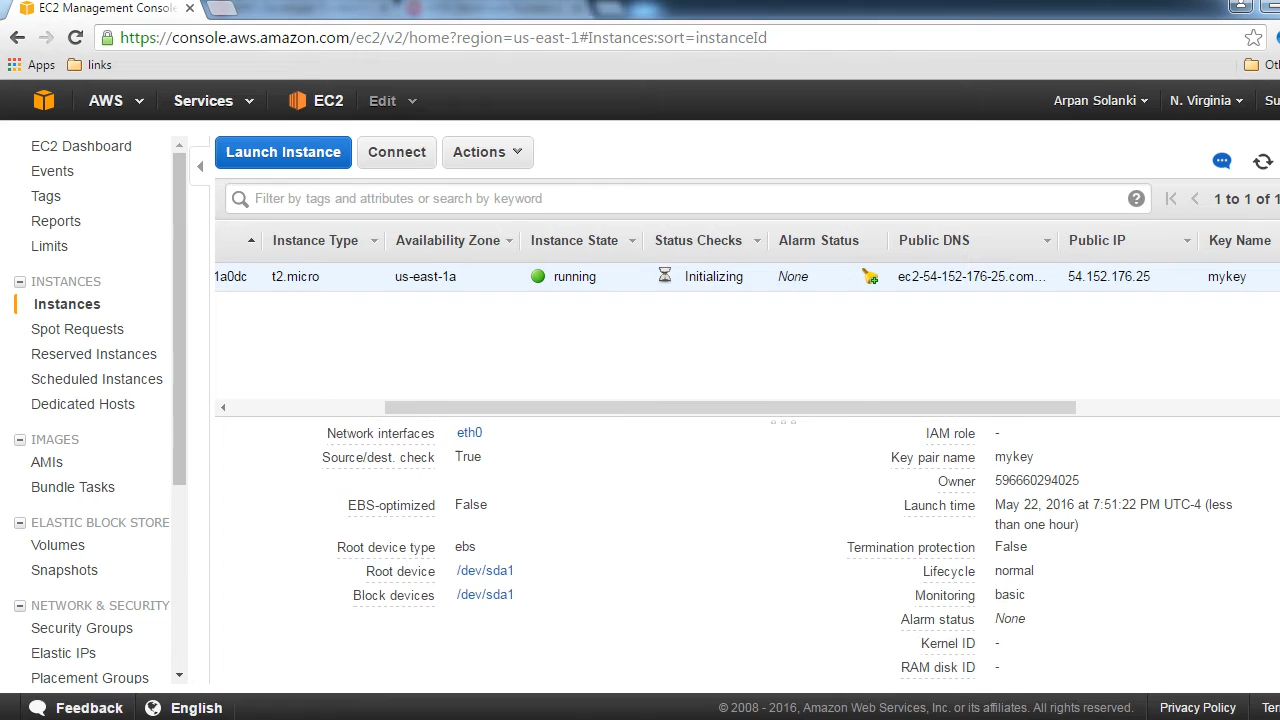 EC2 Management Conso
https://console.aws.amazon.com/ec2/v2/home?region=us-east-1#Instances:sort=instanceId
Apps links Ot
AWS Services EC2 Edit Arpan Solanki N. Virginia Su
EC2 Dashboard
Events
Tags
Reports
Limits
INSTANCES
Instances
Spot Requests
Reserved Instances
Scheduled Instances
Dedicated Hosts
IMAGES
AMIs
Bundle Tasks
ELASTIC BLOCK STORE
Volumes
Snapshots
NETWORK & SECURITY
Security Groups
Elastic IPs
Placement Groups
Launch Instance Connect Actions
Filter by tags and attributes or search by keyword 1 to 1 of 1
Instance Type Availability Zone Instance State Status Checks Alarm Status Public DNS Public IP Key Name
1a0dc t2.micro us-east-1a running Initializing None ec2-54-152-176-25.com... 54.152.176.25 mykey
Network interfaces eth0
Source/dest. check True
EBS-optimized False
Root device type ebs
Root device /dev/sda1
Block devices /dev/sda1
IAM role -
Key pair name mykey
Owner 596660294025
Launch time May 22, 2016 at 7:51:22 PM UTC-4 (less
than one hour)
Termination protection False
Lifecycle normal
Monitoring basic
Alarm status None
Kernel ID -
RAM disk ID -
Feedback English © 2008 - 2016, Amazon Web Services, Inc. or its affiliates. All rights reserved. Privacy Policy Ter